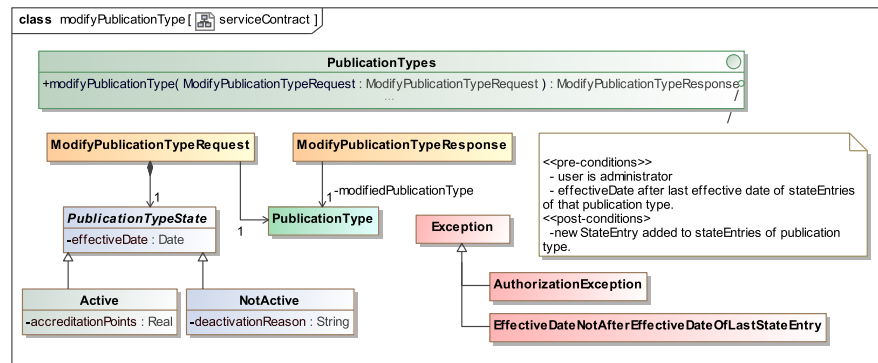 class modifyPublicationType [ serviceContract ]
PublicationTypes
+modifyPublicationType( ModifyPublicationTypeRequest : ModifyPublicationTypeRequest ) : ModifyPublicationTypeResponse
...
ModifyPublicationTypeRequest
ModifyPublicationTypeResponse
<<pre-conditions>>
- user is administrator
- effectiveDate after last effective date of stateEntries
of that publication type.
<<post-conditions>
-new StateEntry added to stateEntries of publication
type.
1
1
-modifiedPublicationType
PublicationTypeState
-effectiveDate : Date
1
PublicationType
Exception
AuthorizationException
EffectiveDateNotAfterEffectiveDateOfLastStateEntry
Active
-accreditationPoints : Real
NotActive
-deactivationReason : String